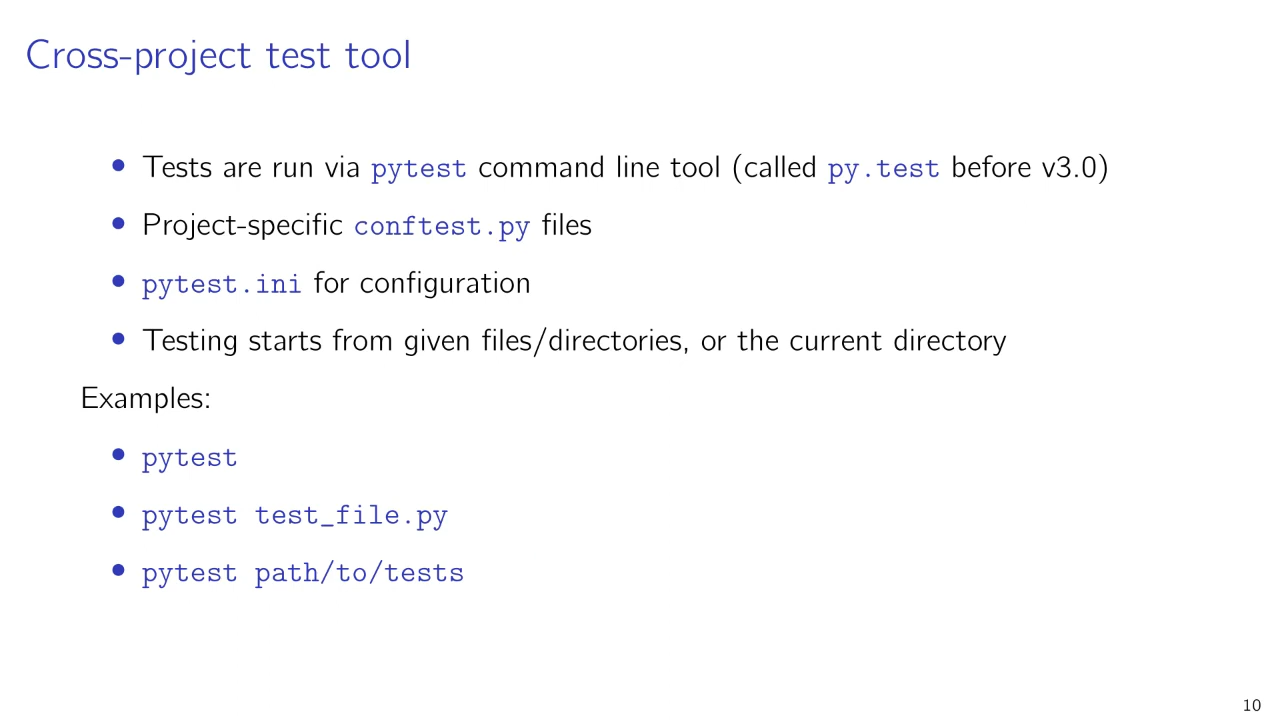 Cross-project test tool
• Tests are run via pytest command line tool (called py.test before v3.0)
• Project-specific conftest.py files
• pytest.ini for configuration
• Testing starts from given files/directories, or the current directory
Examples:
• pytest
• pytest test_file.py
• pytest path/to/tests
10